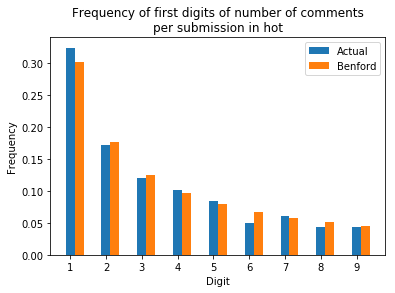 Frequency of first digits of number of comments
per submission in hot
Actual
Benford
Frequency
0.30
0.25
0.20
0.15
0.10
0.05
0.00
1 2 3 4 5 6 7 8 9
Digit